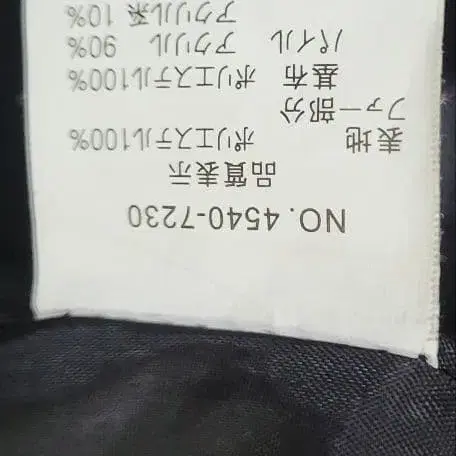 NO. 4540-7230
品質表示
表地 ポリエステル100%
ファー部分
基布 ポリエステル100%
パイル アクリル 90%
アクリル系 10%